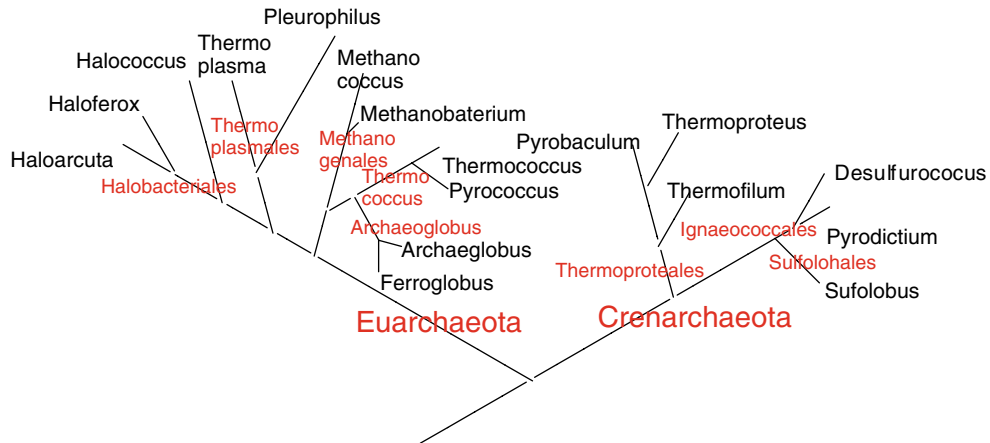 Pleurophilus
Thermo
plasma
Halococcus
Methano
coccus
Haloferox
Methanobaterium
Thermo
plasmales
Methano
genales
Thermoproteus
Pyrobaculum
Haloarcuta
Halobacteriales
Thermococcus
Thermo
coccus
Pyrococcus
Thermofilum
Desulfurococus
Archaeoglobus
Ignaeococcales
Archaeglobus
Pyrodictium
Thermoproteales
Sulfolohales
Ferroglobus
Sufolobus
Euarchaeota
Crenarchaeota